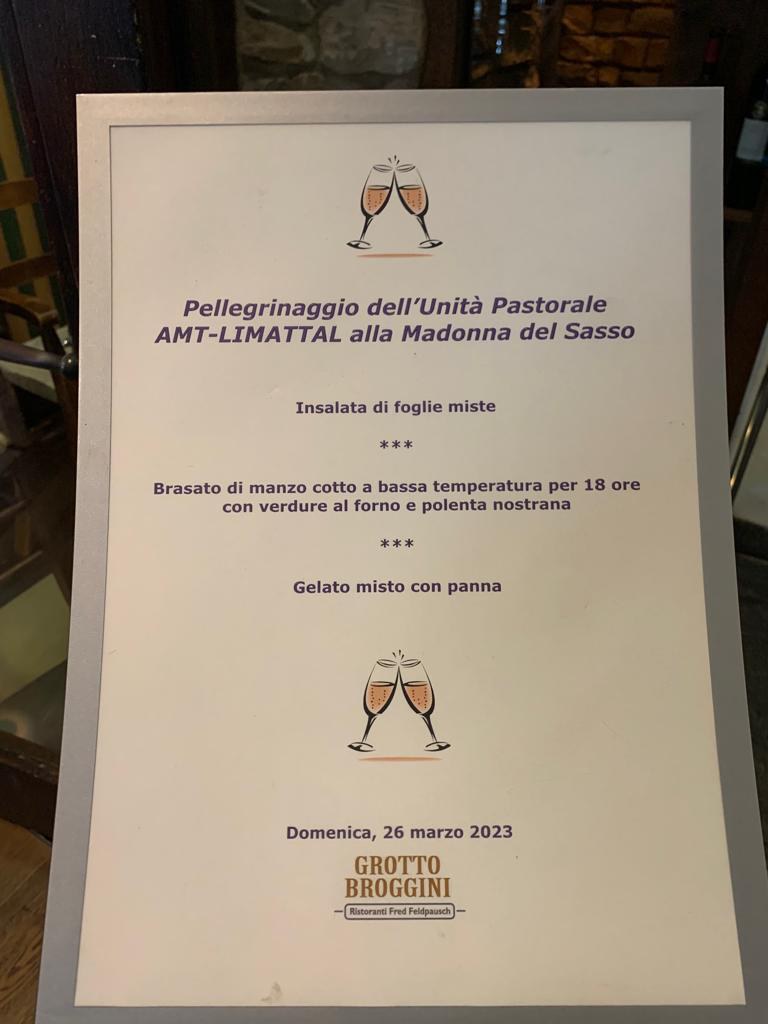 Pellegrinaggio dell'Unità Pastorale
AMT-LIMATTAL alla Madonna del Sasso
Insalata di foglie miste
***
Brasato di manzo cotto a bassa temperatura per 18 ore
con verdure al forno e polenta nostrana
***
Gelato misto con panna
Domenica, 26 marzo 2023
GROTTO
BROGGINI
Ristoranti Fred Feldpausch